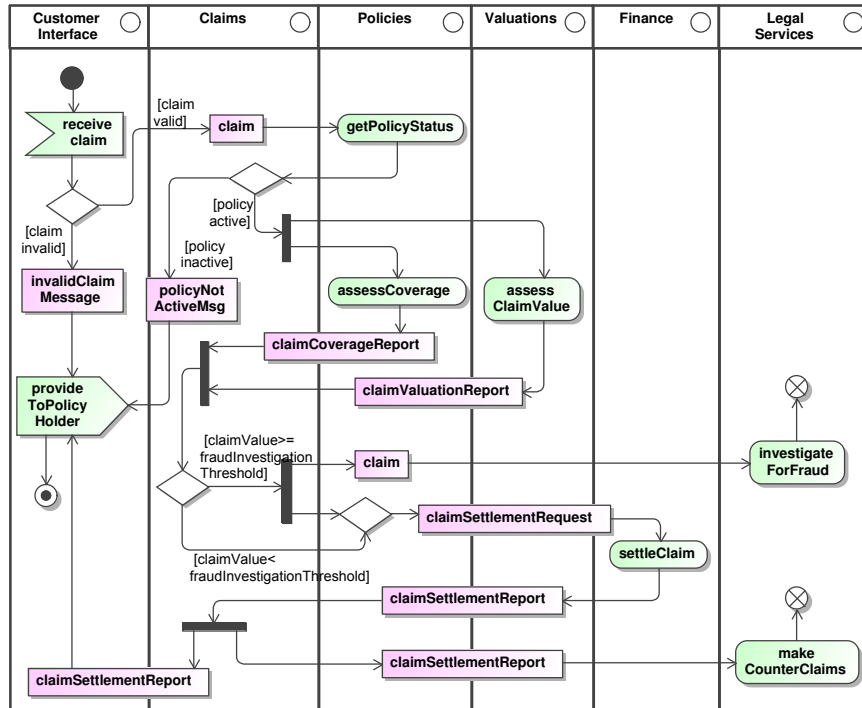 Customer
Interface
Claims
Policies
Valuations
Finance
Legal
Services
receive
claim
[claim
valid]
claim
getPolicyStatus
[claim
invalid]
[policy
active]
[policy
inactive]
invalidClaim
Message
policyNot
ActiveMsg
assessCoverage
assess
ClaimValue
claimCoverageReport
claimValuationReport
provide
ToPolicy
Holder
[claimValue>=
fraudInvestigation
Threshold]
claim
investigate
ForFraud
claimSettlementRequest
settleClaim
[claimValue<
fraudInvestigationThreshold]
claimSettlementReport
claimSettlementReport
make
CounterClaims
claimSettlementReport